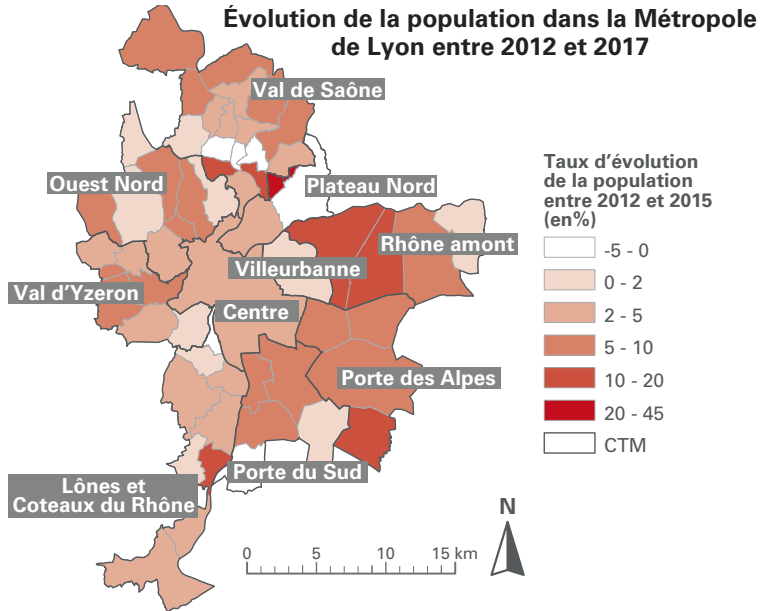 Évolution de la population dans la Métropole
de Lyon entre 2012 et 2017
Val de Saône
Ouest Nord
Plateau Nord
Rhône amont
Villeurbanne
Val d'Yzeron
Centre
Porte des Alpes
Porte du Sud
Lônes et
Coteaux du Rhône
Taux d'évolution
de la population
entre 2012 et 2015
(en%)
-5 - 0
0 - 2
2 - 5
5 - 10
10 - 20
20 - 45
CTM
N
0 5 10 15 km